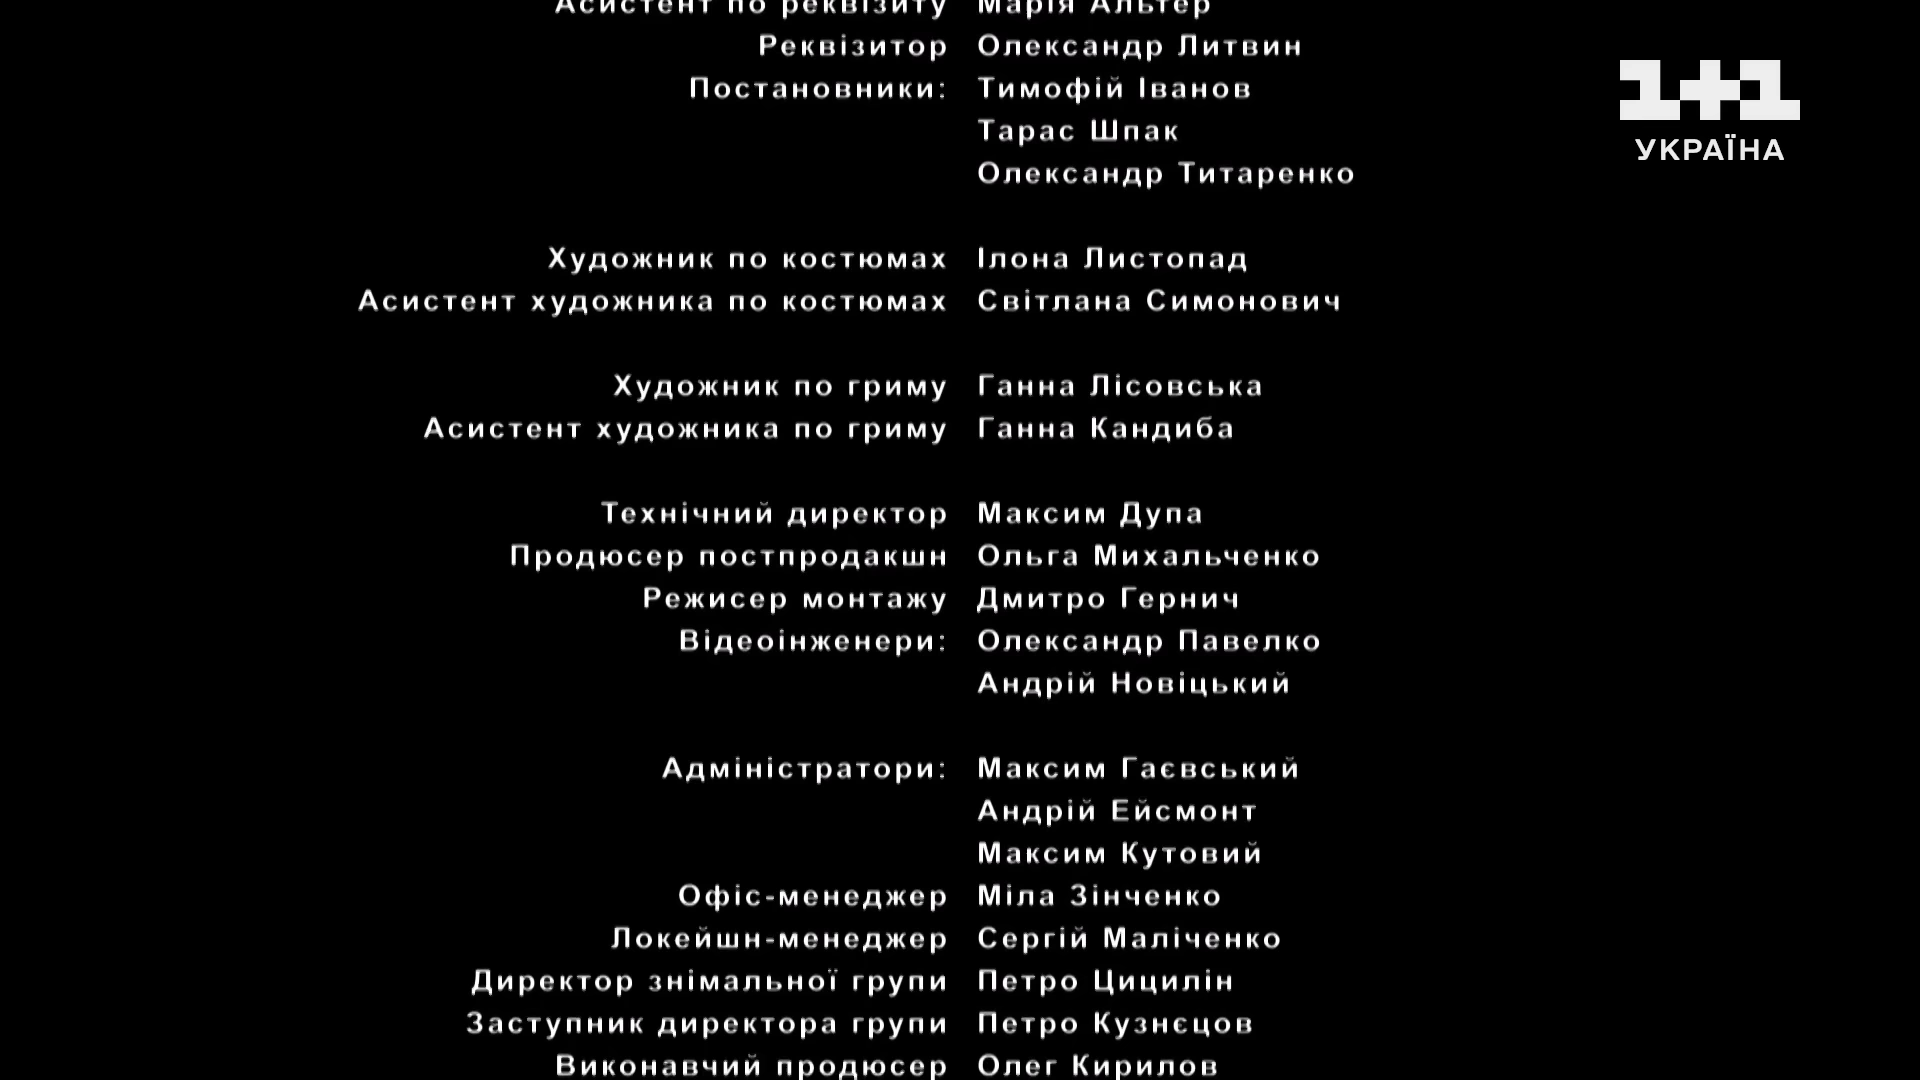 Асистент по реквізиту Марія Альтер
Реквізитор Олександр Литвин
Постановники: Тимофій Іванов
Тарас Шпак
Олександр Титаренко
1+1
УКРАЇНА
Художник по костюмах Ілона Листопад
Асистент художника по костюмах Світлана Симонович
Художник по гриму Ганна Лісовська
Асистент художника по гриму Ганна Кандиба
Технічний директор Максим Дупа
Продюсер постпродакшн Ольга Михальченко
Режисер монтажу Дмитро Гернич
Відеоінженери: Олександр Павелко
Андрій Новіцький
Адміністратори: Максим Гаєвський
Андрій Ейсмонт
Максим Кутовий
Офіс-менеджер Міла Зінченко
Локейшн-менеджер Сергій Маліченко
Директор знімальної групи Петро Цицилін
Заступник директора групи Петро Кузнєцов
Виконавчий продюсер Олег Кирилов